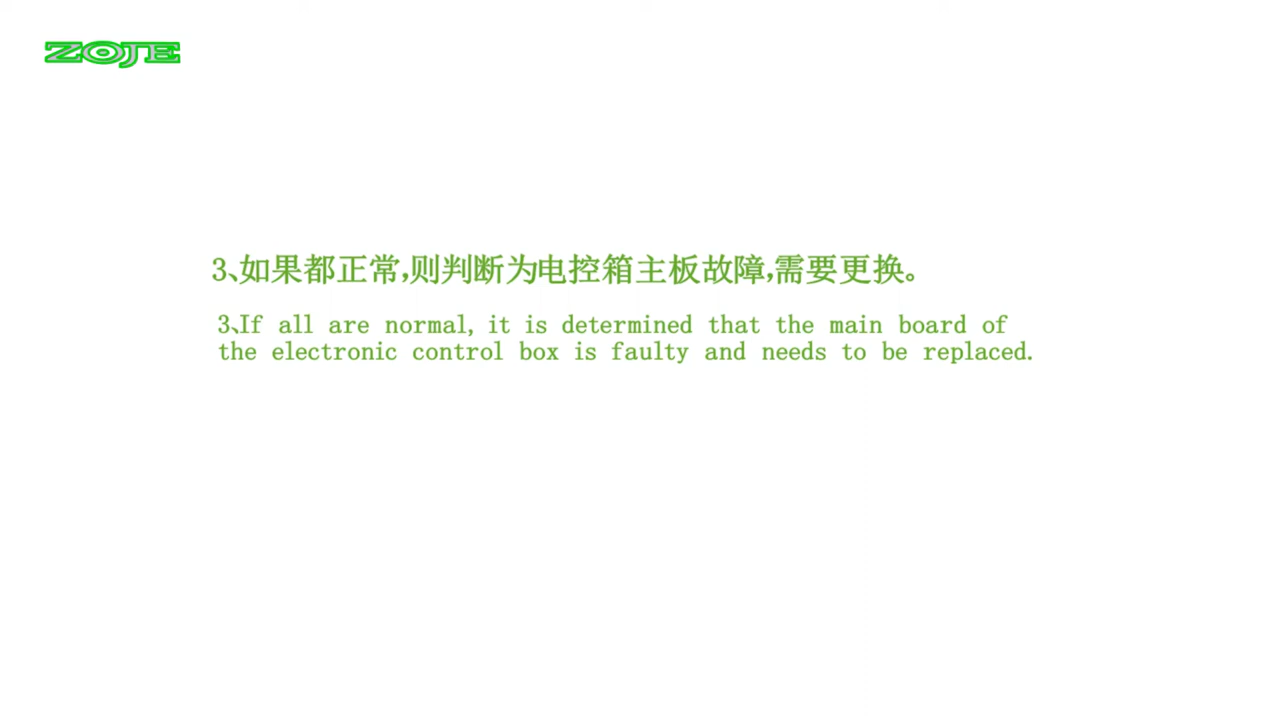 ZOJE
3、如果都正常,则判断为电控箱主板故障,需要更换。
3、If all are normal, it is determined that the main board of
the electronic control box is faulty and needs to be replaced.